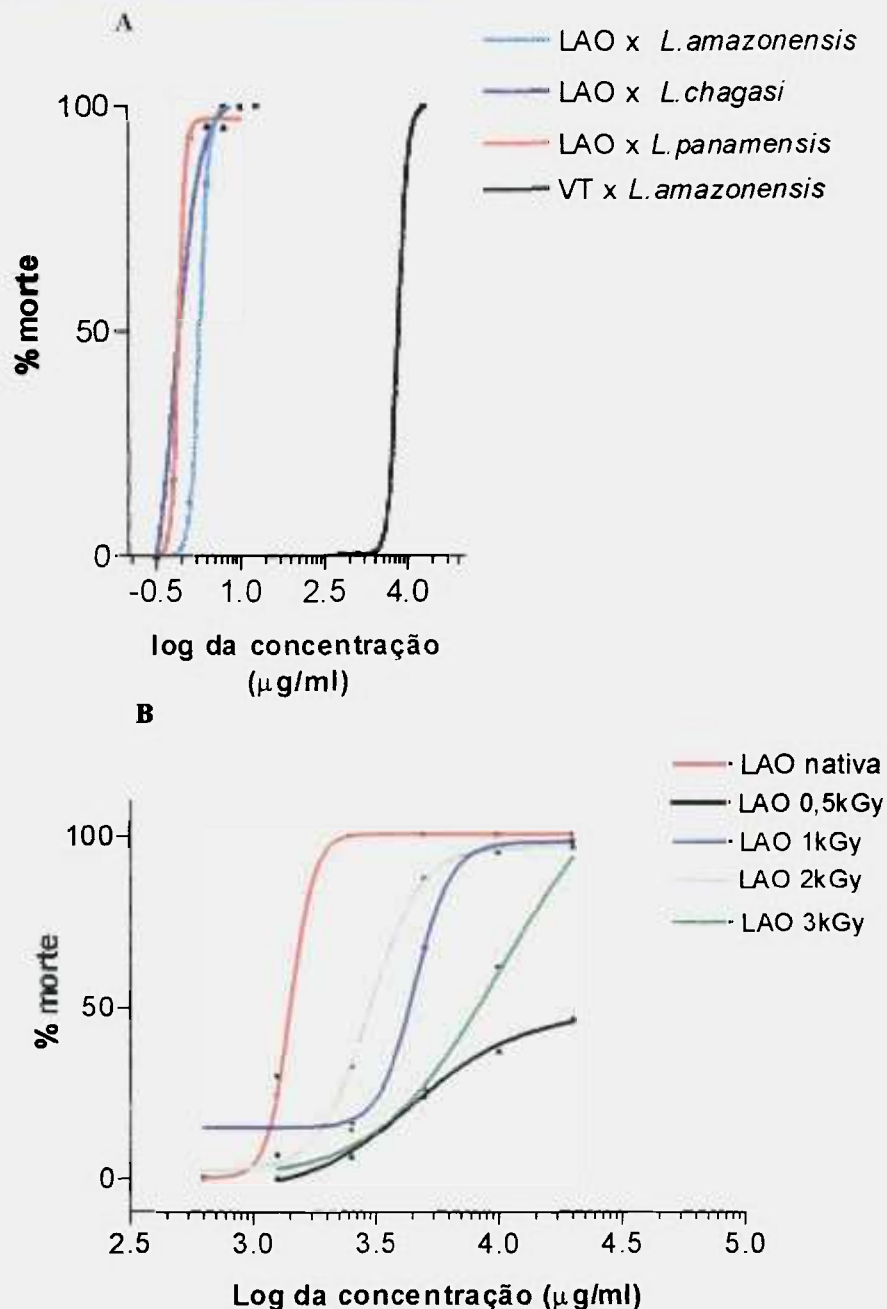 A
LAO x L.amazonensis
LAO x L.chagasi
LAO x L.panamensis
VT x L.amazonensis
% morte
100
50
0
-0.5 1.0 2.5 4.0
log da concentração
(μg/ml)
B
LAO nativa
LAO 0,5kGy
LAO 1kGy
LAO 2kGy
LAO 3kGy
% morte
100
50
0
2.5 3.0 3.5 4.0 4.5 5.0
Log da concentração (μg/ml)